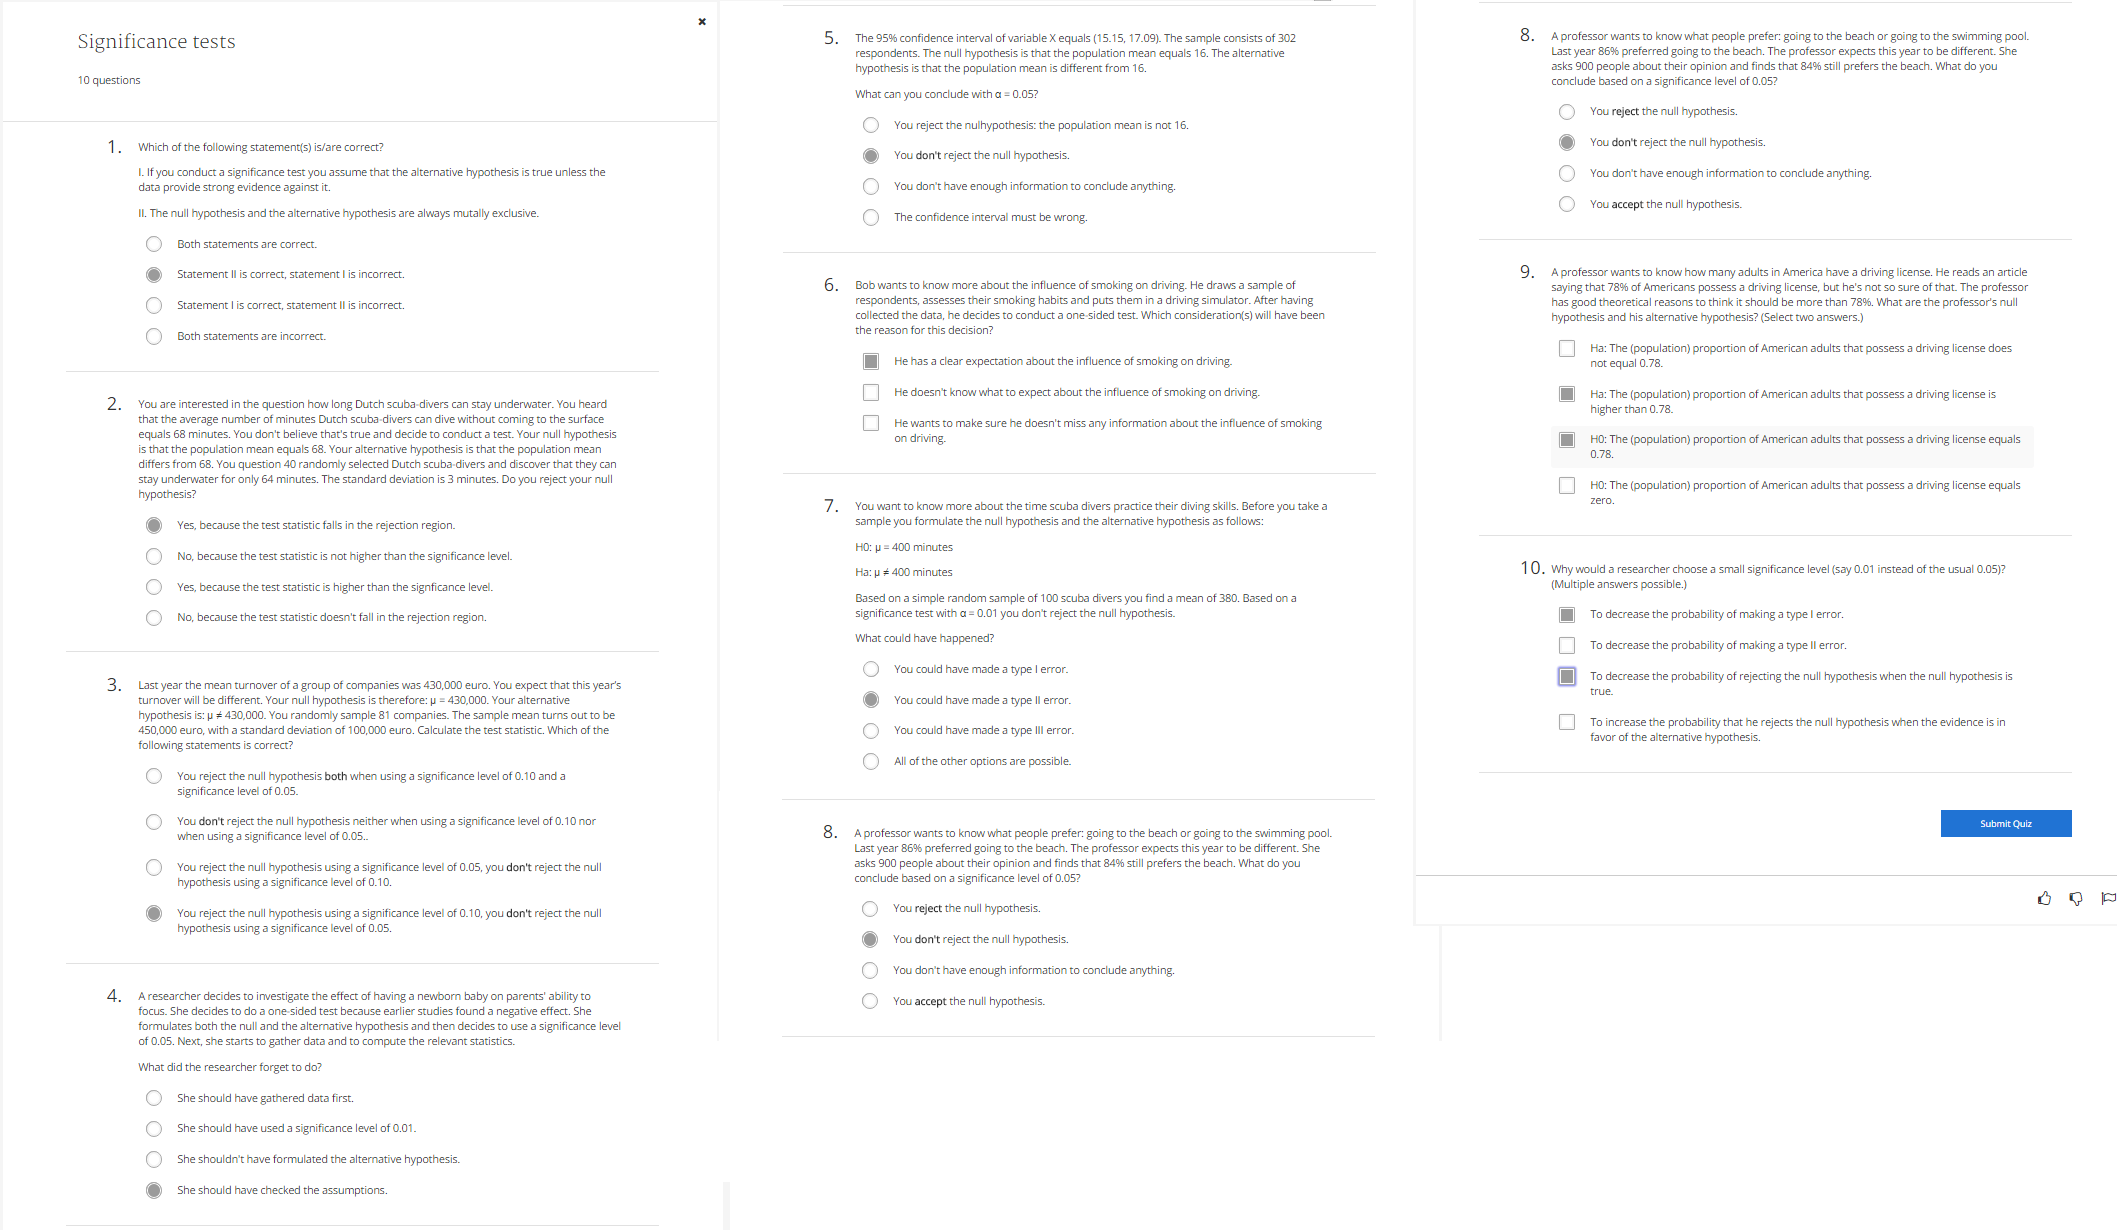 Significance tests
10 questions
1. Which of the following statement(s) is/are correct?
I. If you conduct a significance test you assume that the alternative hypothesis is true unless the
data provide strong evidence against it.
II. The null hypothesis and the alternative hypothesis are always mutally exclusive.
Both statements are correct.
Statement II is correct, statement I is incorrect.
Statement I is correct, statement II is incorrect.
Both statements are incorrect.
2. You are interested in the question how long Dutch scuba-divers can stay underwater. You heard
that the average number of minutes Dutch scuba-divers can dive without coming to the surface
equals 68 minutes. You don't believe that's true and decide to conduct a test. Your null hypothesis
is that the population mean equals 68. Your alternative hypothesis is that the population mean
differs from 68. You question 40 randomly selected Dutch scuba-divers and discover that they can
stay underwater for only 64 minutes. The standard deviation is 3 minutes. Do you reject your null
hypothesis?
Yes, because the test statistic falls in the rejection region.
No, because the test statistic is not higher than the significance level.
Yes, because the test statistic is higher than the signficance level.
No, because the test statistic doesn't fall in the rejection region.
3. Last year the mean turnover of a group of companies was 430,000 euro. You expect that this year's
turnover will be different. Your null hypothesis is therefore: μ = 430,000. Your alternative
hypothesis is: μ ≠ 430,000. You randomly sample 81 companies. The sample mean turns out to be
450,000 euro, with a standard deviation of 100,000 euro. Calculate the test statistic. Which of the
following statements is correct?
You reject the null hypothesis both when using a significance level of 0.10 and a
significance level of 0.05.
You don't reject the null hypothesis neither when using a significance level of 0.10 nor
when using a significance level of 0.05..
You reject the null hypothesis using a significance level of 0.05, you don't reject the null
hypothesis using a significance level of 0.10.
You reject the null hypothesis using a significance level of 0.10, you don't reject the null
hypothesis using a significance level of 0.05.
4. A researcher decides to investigate the effect of having a newborn baby on parents' ability to
focus. She decides to do a one-sided test because earlier studies found a negative effect. She
formulates both the null and the alternative hypothesis and then decides to use a significance level
of 0.05. Next, she starts to gather data and to compute the relevant statistics.
What did the researcher forget to do?
She should have gathered data first.
She should have used a significance level of 0.01.
She shouldn't have formulated the alternative hypothesis.
She should have checked the assumptions.
5. The 95% confidence interval of variable X equals (15.15, 17.09). The sample consists of 302
respondents. The null hypothesis is that the population mean equals 16. The alternative
hypothesis is that the population mean is different from 16.
What can you conclude with α = 0.05?
You reject the nulhypothesis: the population mean is not 16.
You don't reject the null hypothesis.
You don't have enough information to conclude anything.
The confidence interval must be wrong.
6. Bob wants to know more about the influence of smoking on driving. He draws a sample of
respondents, assesses their smoking habits and puts them in a driving simulator. After having
collected the data, he decides to conduct a one-sided test. Which consideration(s) will have been
the reason for this decision?
He has a clear expectation about the influence of smoking on driving.
He doesn't know what to expect about the influence of smoking on driving.
He wants to make sure he doesn't miss any information about the influence of smoking
on driving.
7. You want to know more about the time scuba divers practice their diving skills. Before you take a
sample you formulate the null hypothesis and the alternative hypothesis as follows:
H0: μ = 400 minutes
Ha: μ ≠ 400 minutes
Based on a simple random sample of 100 scuba divers you find a mean of 380. Based on a
significance test with α = 0.01 you don't reject the null hypothesis.
What could have happened?
You could have made a type I error.
You could have made a type II error.
You could have made a type III error.
All of the other options are possible.
8. A professor wants to know what people prefer: going to the beach or going to the swimming pool.
Last year 86% preferred going to the beach. The professor expects this year to be different. She
asks 900 people about their opinion and finds that 84% still prefers the beach. What do you
conclude based on a significance level of 0.05?
You reject the null hypothesis.
You don't reject the null hypothesis.
You don't have enough information to conclude anything.
You accept the null hypothesis.
8. A professor wants to know what people prefer: going to the beach or going to the swimming pool.
Last year 86% preferred going to the beach. The professor expects this year to be different. She
asks 900 people about their opinion and finds that 84% still prefers the beach. What do you
conclude based on a significance level of 0.05?
You reject the null hypothesis.
You don't reject the null hypothesis.
You don't have enough information to conclude anything.
You accept the null hypothesis.
9. A professor wants to know how many adults in America have a driving license. He reads an article
saying that 78% of Americans possess a driving license, but he's not so sure of that. The professor
has good theoretical reasons to think it should be more than 78%. What are the professor's null
hypothesis and his alternative hypothesis? (Select two answers.)
Ha: The (population) proportion of American adults that possess a driving license does
not equal 0.78.
Ha: The (population) proportion of American adults that possess a driving license is
higher than 0.78.
H0: The (population) proportion of American adults that possess a driving license equals
0.78.
H0: The (population) proportion of American adults that possess a driving license equals
zero.
10. Why would a researcher choose a small significance level (say 0.01 instead of the usual 0.05)?
(Multiple answers possible.)
To decrease the probability of making a type I error.
To decrease the probability of making a type II error.
To decrease the probability of rejecting the null hypothesis when the null hypothesis is
true.
To increase the probability that he rejects the null hypothesis when the evidence is in
favor of the alternative hypothesis.
Submit Quiz